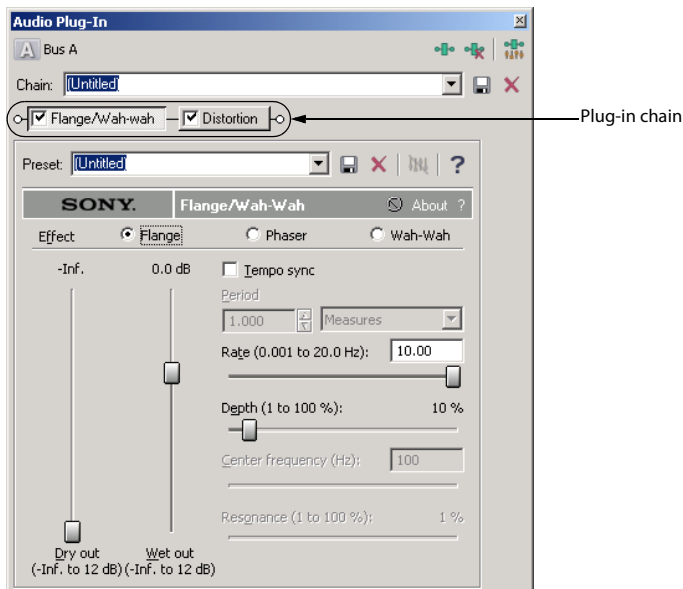 Audio Plug-In
A Bus A
Chain: (Untitled)
Flange/Wah-wah Distortion
Plug-in chain
Preset: (Untitled) ?
SONY. Flange/Wah-Wah About ?
Effect Flange Phaser Wah-Wah
-Inf. 0.0 dB Tempo sync
Period
1.000 Measures
Rate (0.001 to 20.0 Hz): 10.00
Depth (1 to 100 %): 10 %
Center frequency (Hz): 100
Resonance (1 to 100 %): 1 %
Dry out Wet out
(-Inf. to 12 dB) (-Inf. to 12 dB)